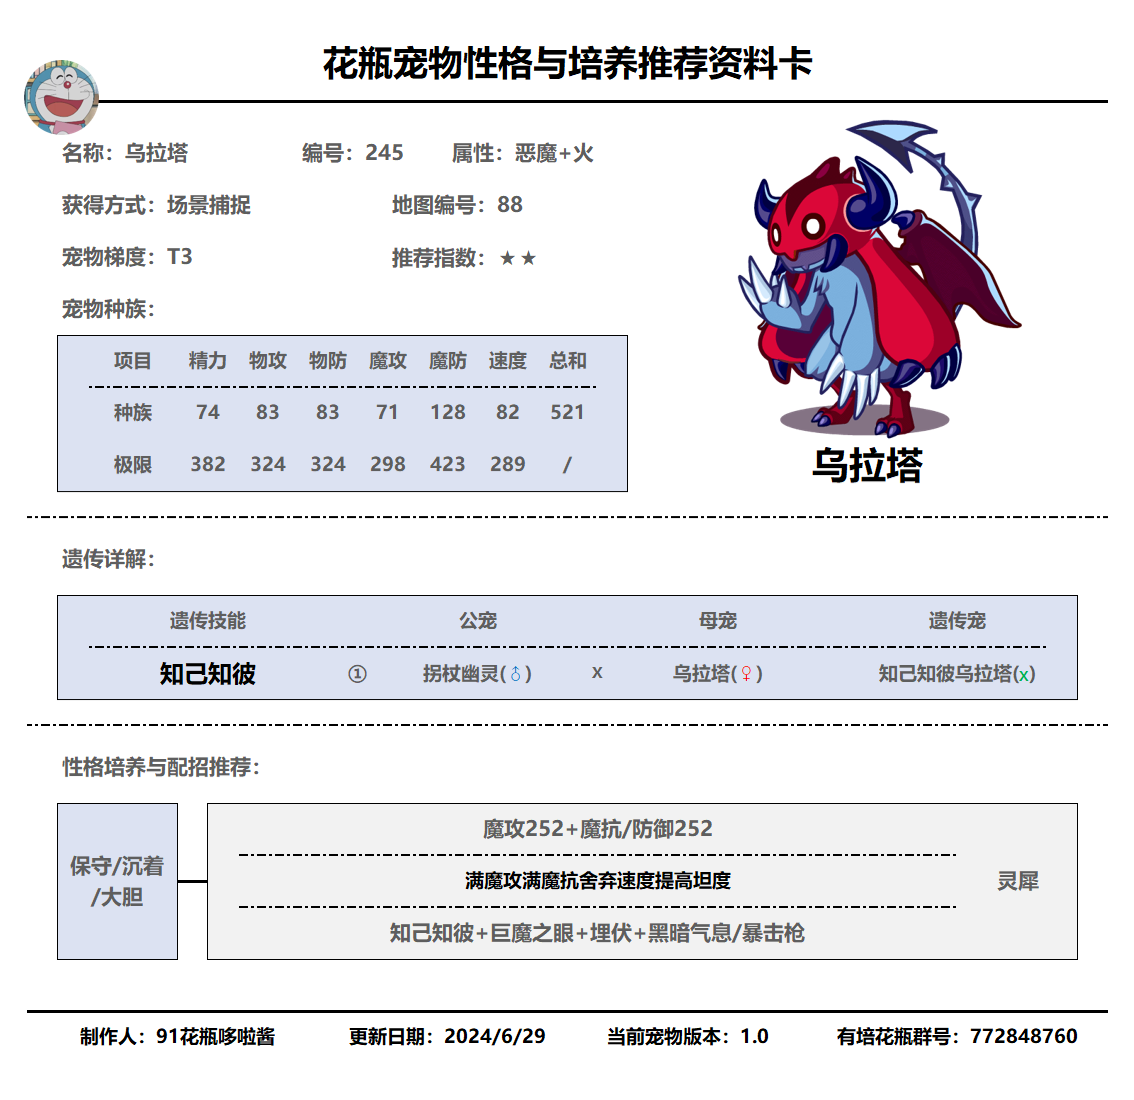 花瓶宠物性格与培养推荐资料卡
名称：乌拉塔 编号：245 属性：恶魔+火
获得方式：场景捕捉 地图编号：88
宠物梯度：T3 推荐指数：★★
宠物种族：
项目 精力 物攻 物防 魔攻 魔防 速度 总和
种族 74 83 83 71 128 82 521
极限 382 324 324 298 423 289 /
乌拉塔
遗传详解：
遗传技能 公宠 母宠 遗传宠
知己知彼 ① 拐杖幽灵(♂) X 乌拉塔(♀) 知己知彼乌拉塔(x)
性格培养与配招推荐：
保守/沉着
/大胆
魔攻252+魔抗/防御252
满魔攻满魔抗舍弃速度提高坦度
灵犀
知己知彼+巨魔之眼+埋伏+黑暗气息/暴击枪
制作人：91花瓶哆啦酱 更新日期：2024/6/29 当前宠物版本：1.0 有培花瓶群号：772848760